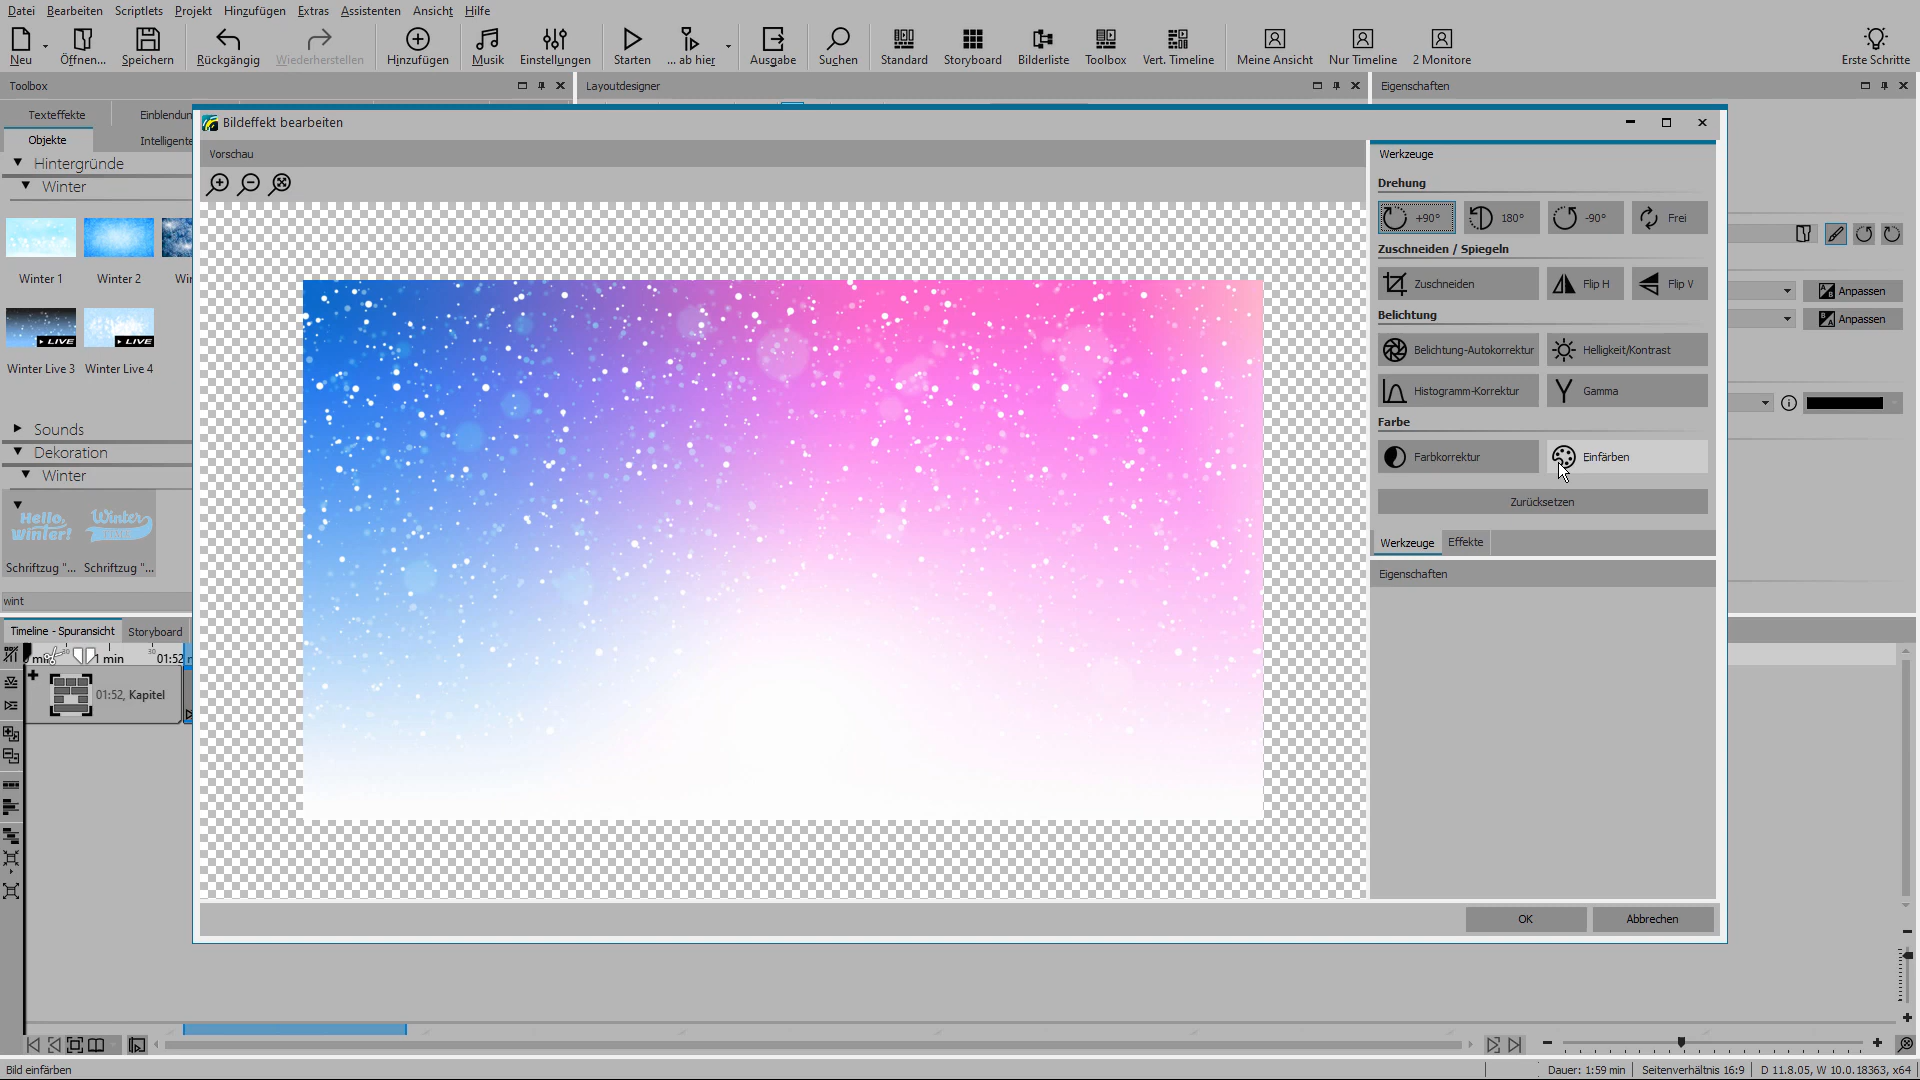 Datei Bearbeiten Scriptlets Projekt Hinzufügen Extras Assistenten Ansicht Hilfe
Neu Öffnen... Speichern Rückgängig Wiederherstellen Hinzufügen Musik Einstellungen Starten ... ab hier Ausgabe Suchen Standard Storyboard Bilderliste Toolbox Vert. Timeline Meine Ansicht Nur Timeline 2 Monitore Erste Schritte
Toolbox Layoutdesigner Eigenschaften
Texteffekte Einblendun
Objekte Intelligente
Hintergründe
Winter
Winter 1 Winter 2 Wir
LIVE LIVE
Winter Live 3 Winter Live 4
Sounds
Dekoration
Winter
Hello, winter! Winter
Schriftzug "... Schriftzug "...
wint
Bildeffekt bearbeiten
Vorschau
Werkzeuge
Drehung
+90° 180° -90° Frei
Zuschneiden / Spiegeln
Zuschneiden Flip H Flip V
Belichtung
Belichtung-Autokorrektur Helligkeit/Kontrast
Histogramm-Korrektur Gamma
Farbe
Farbkorrektur Einfärben
Zurücksetzen
Werkzeuge Effekte
Eigenschaften
OK Abbrechen
Anpassen
Anpassen
Timeline - Spuransicht Storyboard
1 min 01:52
01:52, Kapitel
Bild einfärben Dauer: 1:59 min Seitenverhältnis 16:9 D 11.8.05, W 10.0.18363, x64